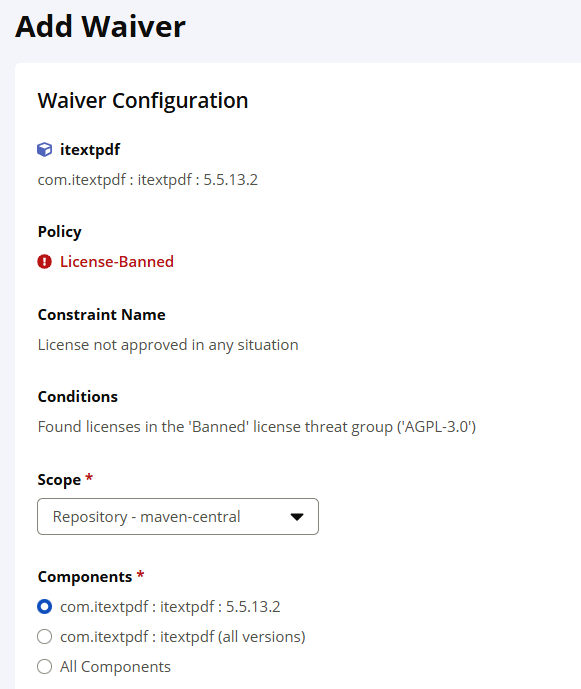 Add Waiver
Waiver Configuration
itextpdf
com.itextpdf : itextpdf : 5.5.13.2
Policy
License-Banned
Constraint Name
License not approved in any situation
Conditions
Found licenses in the 'Banned' license threat group ('AGPL-3.0')
Scope *
Repository - maven-central
Components *
com.itextpdf : itextpdf : 5.5.13.2
com.itextpdf : itextpdf (all versions)
All Components